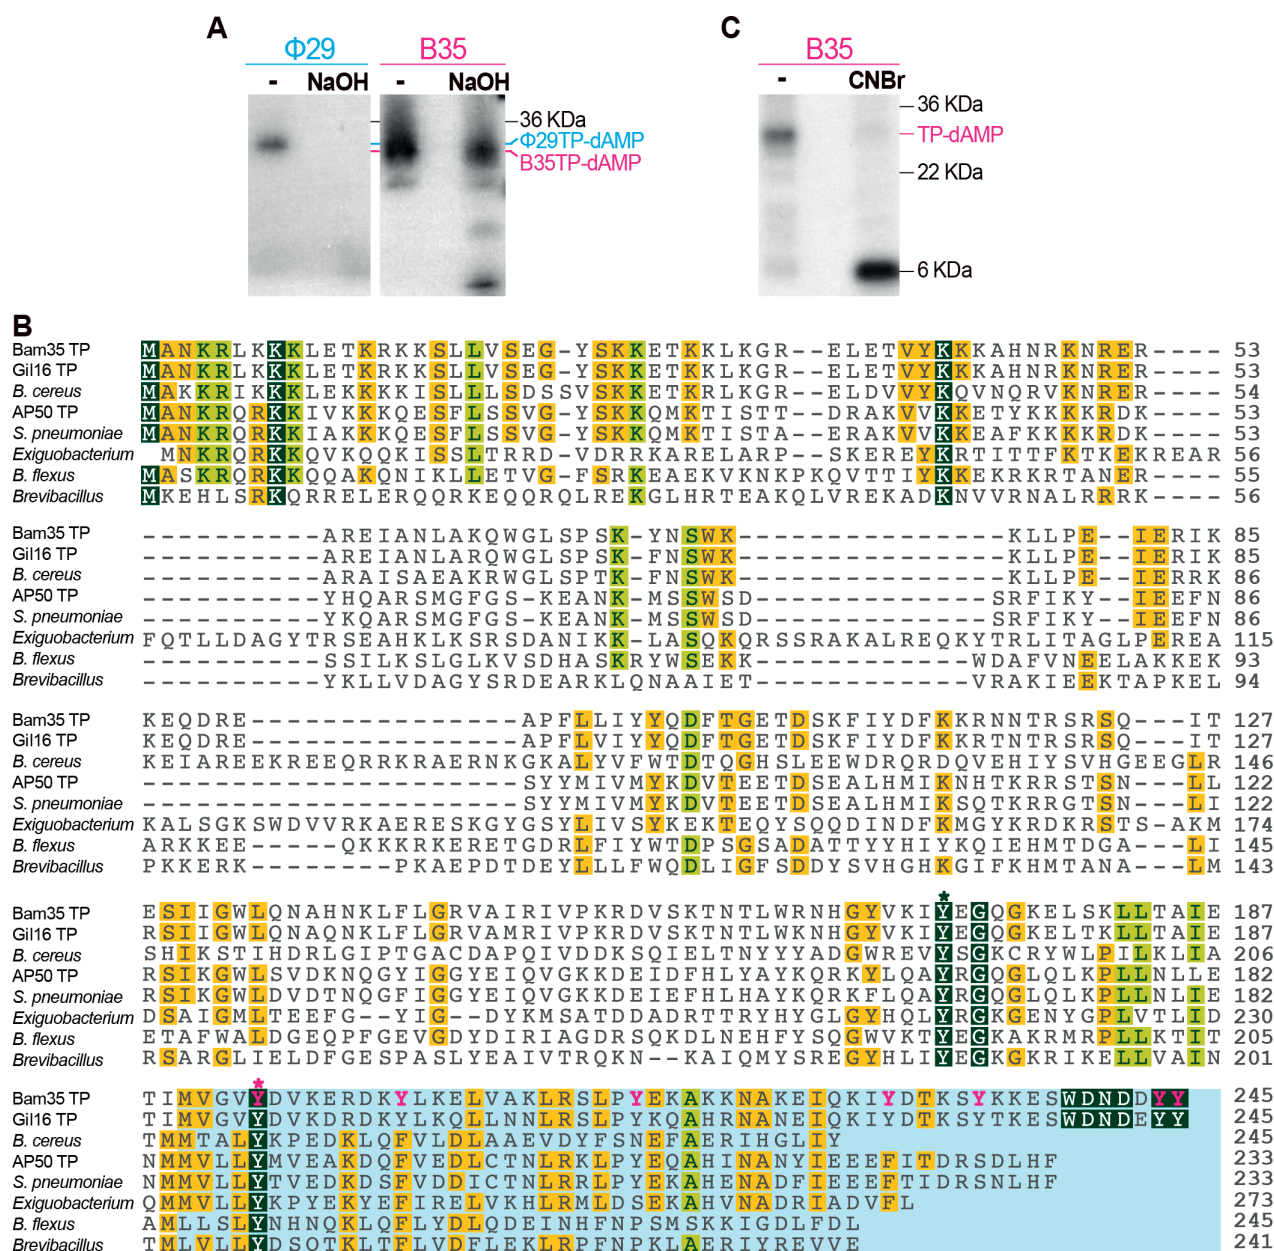 A
C
Φ29
B35
B35
- NaOH
- NaOH
- CNBr
36 KDa
Φ29TP-dAMP
B35TP-dAMP
36 KDa
TP-dAMP
22 KDa
6 KDa
B
Bam35 TP MANKRLKKKLETKRKKSLLVSEG-YSKKETKKLKGR--ELETVYKKKAHNRKNRER---- 53
Gil16 TP MANKRLKKKLETKRKKSLLVSEG-YSKKETKKLKGR--ELETVYKKKAHNRKNRER---- 53
B. cereus MAKKRIKKKLEKKKKISLLLSDSSVSKKETKKLKGR--ELDVVYKQVNQRVKNRER---- 54
AP50 TP MANKRQRKKIVKKKQESFLSSVG-YSKKQMKTISTT--DRAKVVKKETYKKKKRDK---- 53
S. pneumoniae MANKRQRKKIAKKKQESFLSSVG-YSKKQMKTISTA--ERAKVVKKEAFKKKKRDK---- 53
Exiguobacterium MNKRQRKKQVKQQKISSLTRRD-VDRRKARELARP--SKEREYKRTITTFKTKEKREAR 56
B. flexus MASKRQRKKQQAKQNIKLLETVG-FSRKEAEKVKNKPKQVTTIYKKEKRRKTANER---- 55
Brevibacillus MKEHLSRKQRRELERQQRKEQQRQLREKGLHRTEAKQLVREKADKNVVRNALRRRK---- 56
Bam35 TP ----------AREIANLAKQWGLSPSK-YNSWK---------------KLLPE--IERIK 85
Gil16 TP ----------AREIANLARQWGLSPSK-FNSWK---------------KLLPE--IERIK 85
B. cereus ----------ARAISAEAKRWGLSPTK-FNSWK---------------KLLPE--IERRK 86
AP50 TP ----------YHQARSMGFGS-KEANK-MSSWSD--------------SRFIKY--IEEFN 86
S. pneumoniae ----------YKQARSMGFGS-KEANK-MSSWSD--------------SRFIKY--IEEFN 86
Exiguobacterium FQTLLDAGYTRSEAHKLKSRSDANIKK-LASQKQRSSRAKALREQKYTRLITAGLPEREA 115
B. flexus ----------SSILKSLGLKVSDHASKRYWSEKK------------WDAFVNEELAKKEK 93
Brevibacillus ----------YKLLVDAGYSRDEARKLQNAAIET------------VRAKIEEKTAPKEL 94
Bam35 TP KEQDRE---------------APFLLIYYQDFTGETDSKFIYDFKKRNNTRSRSQ---IT 127
Gil16 TP KEQDRE---------------APFLVIYYQDFTGETDSKFIYDFKKRTNTRSRSQ---IT 127
B. cereus KEIAREEKREEQRRKRAERNKGKALYVFWTDTQGHSLEEWDRQRDQVEHIYSVHGEEGLR 146
AP50 TP ---------------------SYYMIVMYKDVTEETDSEALHMIKNHTKRRSTSN---LL 122
S. pneumoniae ---------------------SYYMIVMYKDVTEETDSEALHMIKSQTKRRGTSN---LI 122
Exiguobacterium KALSGKSWDVVRKAERESKGYGSYLIVSYKEKTEQYSQQDINDFKMGYKRDKRSTS-AKM 174
B. flexus ARKKEE-----QKKKRKERETGDRLFIYWTDPSGSADATTYYHIYKQIEHMTDGA---LI 145
Brevibacillus PKKERK--------PKAEPDTDEYLLLFWQDLIGFSDYSVHGHKGIFKHMTANA---LM 143
*
Bam35 TP ESIIGWLQNAHNKLFLGRVAIRIVPKRDVSKTNTLWRNHGYVKIYEGQGKELSKLLTAIE 187
Gil16 TP RSIIGWLQNAQNKLFLGRVAMRIVPKRDVSKTNTLWKNHGYVKIYEGQGKELTKLLTAIE 187
B. cereus SHIKSTIHDRLGIPTGACDAPQIVDDKSQIELTNYYYADGWREVYSGKCRYWLPILKLIA 206
AP50 TP RSIKGWLSVDKNQGYIGGYEIQVGKKDEIDFHLYAYKQRKYLQAYRGQGLQLKPLLNLLE 182
S. pneumoniae RSIKGWLDVDTNQGFIGGYEIQVGKKDEIEFHLHAYKQRKFLQAYRGQGLQLKPLLNLIE 182
Exiguobacterium DSAIGMLTEEFG--YIG--DYKMSTDDADRTTRYHYGLGYHQLYRGKGENYGPLVTLID 230
B. flexus ETAFWALDGEQPFGEVGDYDIRIAGDRSQKDLNEHFYSQGWVKTYEGKAKRMRPLLKTIT 205
Brevibacillus RSARGLIELDFGESPASLYEAIVTRQKN--KAIQMYSREGYHLIYEGKGKRIKELLVAIN 201
*
Bam35 TP TIMVGVYDVKERDKYLKELVAKLRSLPYEKAKKNAKEIQKIYDTKSYKKESWDNDDYY 245
Gil16 TP TIMVGVYDVKDRDKYLKQLVAKLRSLPYKQAHRNAKEIQKIYDTKSYTKESWDNDEYY 245
B. cereus TMMTALYKPEDKLQFVLDLAAEVDYFSNEFAERIHGLIY 245
AP50 TP NMMVLLYMVEAKDQFVEDLCTNLRKLPYEQAHINANYIEEEFITDRSDLHF 233
S. pneumoniae NMMVLLYTVEDKDSFVDDICTNLRRLPYEKAHENADFIEEEFTIDRSNLHF 233
Exiguobacterium QMMVLLYKPYEKYEFIRELVKHLRMLDSEKAHVNADRIADVFL 273
B. flexus AMLLSLYNHNQKLQFLYDLQDEINHFNPSMSKKIGDLFDL 245
Brevibacillus TMLVLLYDSQTKLTFLVDFLEKLRPFNPKLAERIYREVVE 241